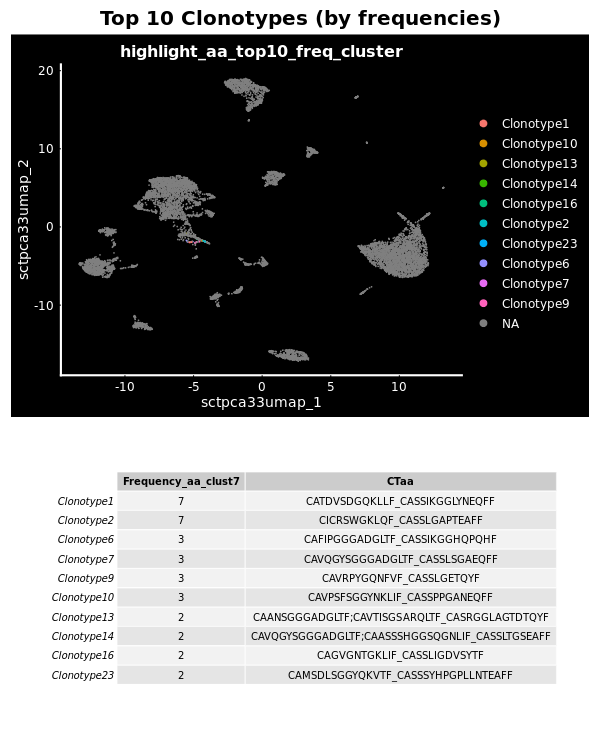 Top 10 Clonotypes (by frequencies)
highlight_aa_top10_freq_cluster
20
10
0
-10
sctpca33umap_2
-10
-5
0
5
10
sctpca33umap_1
Clonotype1
Clonotype10
Clonotype13
Clonotype14
Clonotype16
Clonotype2
Clonotype23
Clonotype6
Clonotype7
Clonotype9
NA
Frequency_aa_clust7 CTaa
Clonotype1 7 CATDVSDGQKLLF_CASSIKGGLYNEQFF
Clonotype2 7 CICRSWGKLQF_CASSLGAPTEAFF
Clonotype6 3 CAFIPGGGADGLTF_CASSIKGGHQPQHF
Clonotype7 3 CAVQGYSGGGADGLTF_CASSLSGAEQFF
Clonotype9 3 CAVRPYGQNFVF_CASSLGETQYF
Clonotype10 3 CAVPSFSGGYNKLIF_CASSPPGANEQFF
Clonotype13 2 CAANSGGGADGLTF;CAVTISGSARQLTF_CASRGGLAGTDTQYF
Clonotype14 2 CAVQGYSGGGADGLTF;CAASSSHGGSQGNLIF_CASSLTGSEAFF
Clonotype16 2 CAGVGNTGKLIF_CASSLIGDVSYTF
Clonotype23 2 CAMSDLSGGYQKVTF_CASSSYHPGPLLNTEAFF